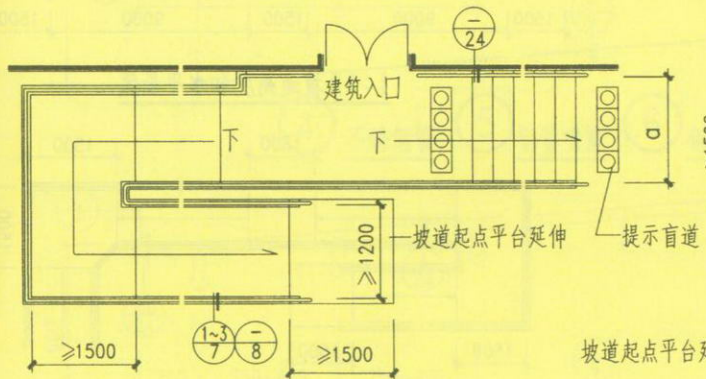 —
24
建筑入口
下
下
a
≥1200
坡道起点平台延伸
提示盲道
1~3
7
—
8
≥1500
≥1500
坡道起点平台延